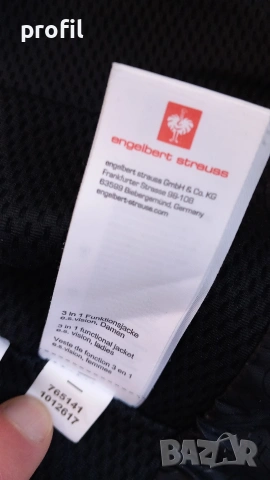 profil
engelbert strauss
engelbert strauss GmbH & Co. KG
Frankfurter Strasse 98-108
63599 Biebergemünd, Germany
engelbert-strauss.com
3 in 1 Funktionsjacke
e.s.vision, Damen
3 in 1 functional jacket
e.s.vision, ladies
Veste de fonction 3 en 1
e.s.vision, femmes
765141
1012617
BAZAR.BG